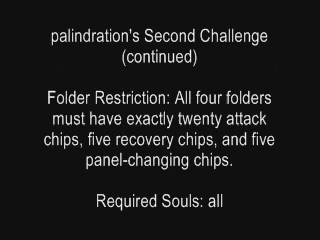 palindration's Second Challenge
(continued)
Folder Restriction: All four folders
must have exactly twenty attack
chips, five recovery chips, and five
panel-changing chips.
Required Souls: all